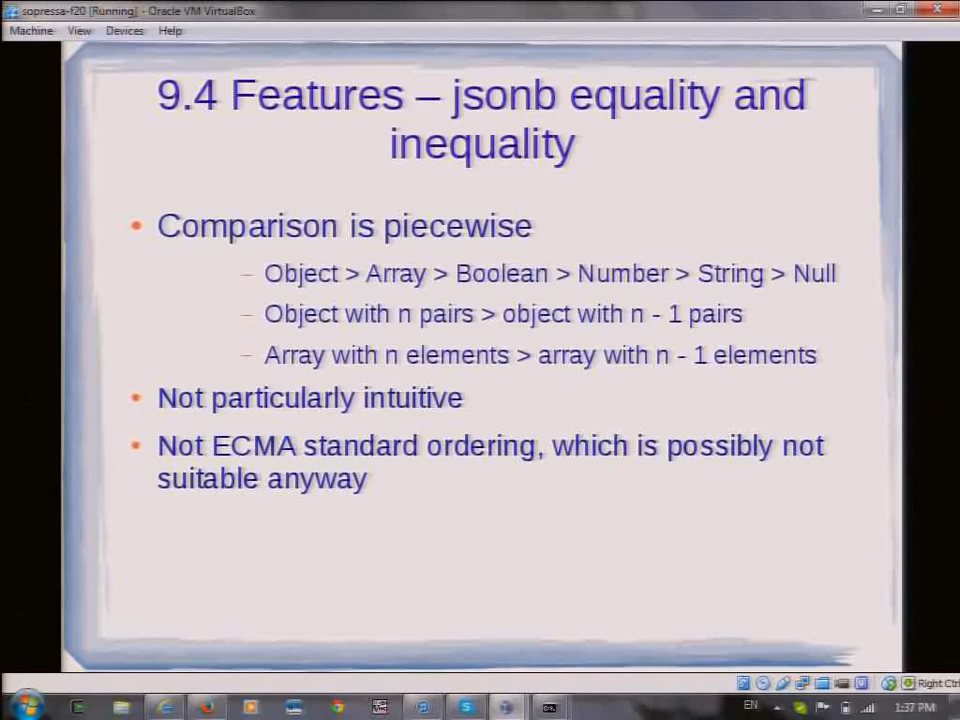 sopressa-f20 [Running] - Oracle VM VirtualBox
Machine View Devices Help
9.4 Features – jsonb equality and
inequality
• Comparison is piecewise
– Object > Array > Boolean > Number > String > Null
– Object with n pairs > object with n - 1 pairs
– Array with n elements > array with n - 1 elements
• Not particularly intuitive
• Not ECMA standard ordering, which is possibly not
suitable anyway
Right Ctrl
EN
1:37 PM